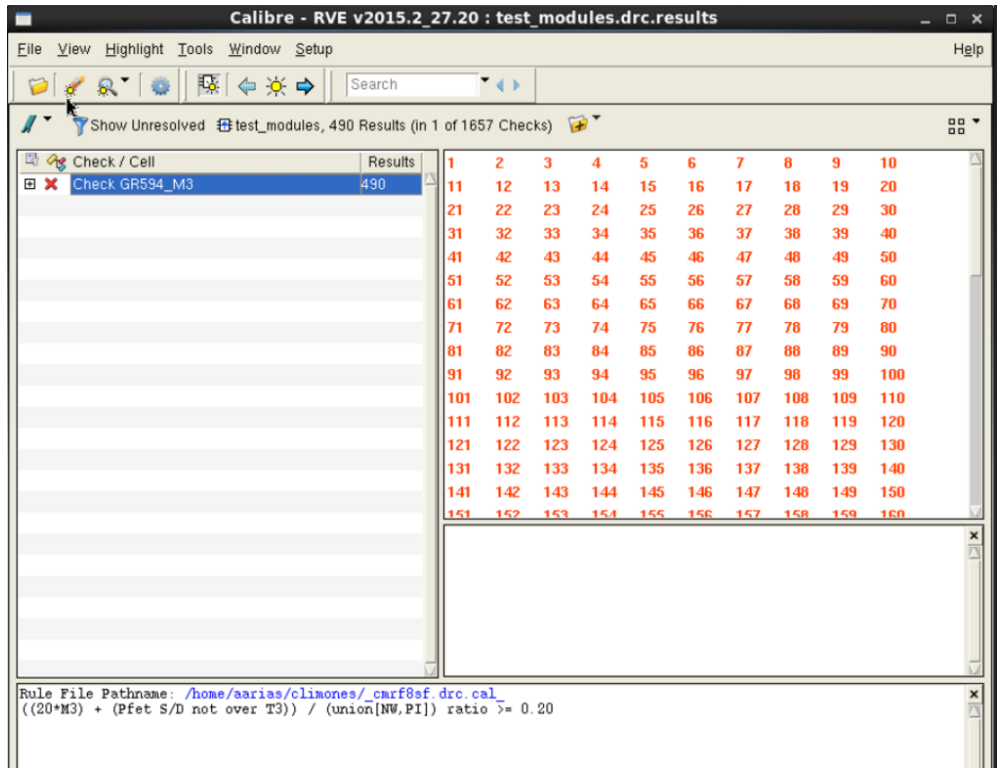 Calibre - RVE v2015.2_27.20 : test_modules.drc.results
File View Highlight Tools Window Setup Help
Search
Show Unresolved test_modules, 490 Results (in 1 of 1657 Checks)
Check / Cell Results
Check GR594_M3 490
1 2 3 4 5 6 7 8 9 10
11 12 13 14 15 16 17 18 19 20
21 22 23 24 25 26 27 28 29 30
31 32 33 34 35 36 37 38 39 40
41 42 43 44 45 46 47 48 49 50
51 52 53 54 55 56 57 58 59 60
61 62 63 64 65 66 67 68 69 70
71 72 73 74 75 76 77 78 79 80
81 82 83 84 85 86 87 88 89 90
91 92 93 94 95 96 97 98 99 100
101 102 103 104 105 106 107 108 109 110
111 112 113 114 115 116 117 118 119 120
121 122 123 124 125 126 127 128 129 130
131 132 133 134 135 136 137 138 139 140
141 142 143 144 145 146 147 148 149 150
151 152 153 154 155 156 157 158 159 160
Rule File Pathname: /home/aarias/climones/_cmrf8sf.drc.cal_
((20*M3) + (Pfet S/D not over T3)) / (union[NW,PI]) ratio >= 0.20